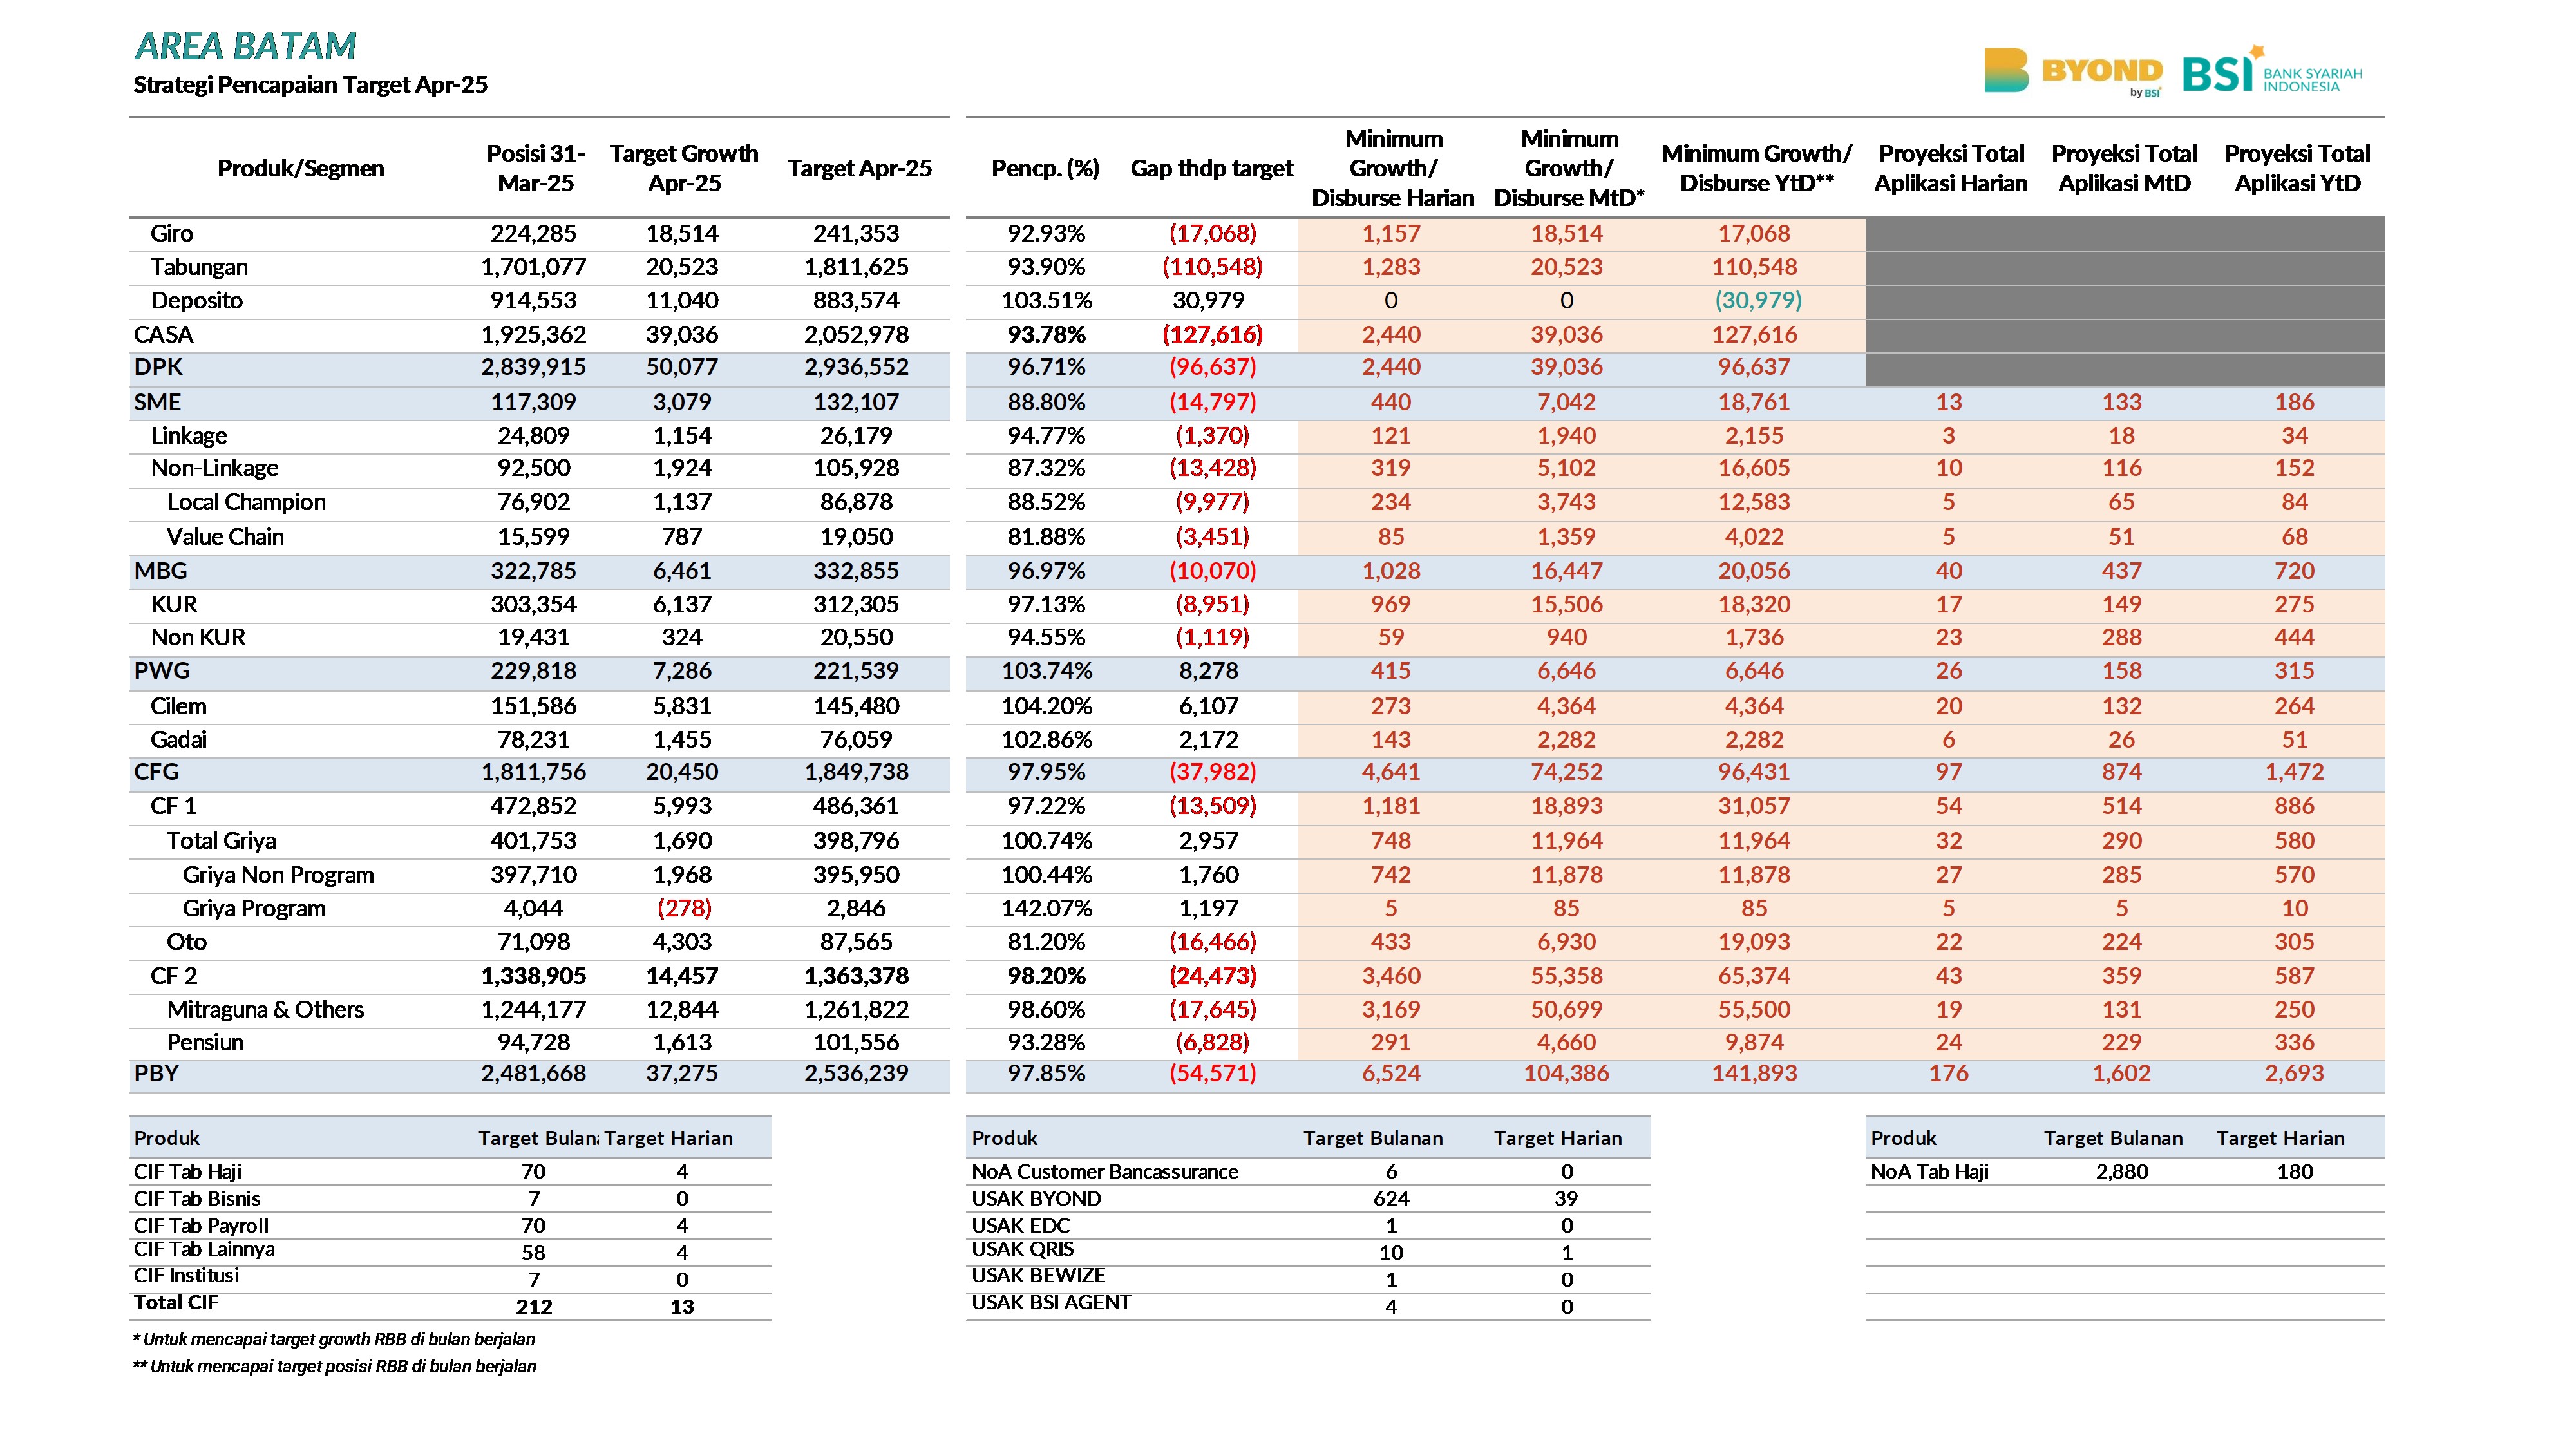 AREA BATAM
Strategi Pencapaian Target Apr-25
BYOND by BSI BSI BANK SYARIAH INDONESIA
Produk/Segmen Posisi 31-Mar-25 Target Growth Apr-25 Target Apr-25 Pencp. (%) Gap thdp target Minimum Growth/ Disburse Harian Minimum Growth/ Disburse MtD* Minimum Growth/ Disburse YtD** Proyeksi Total Aplikasi Harian Proyeksi Total Aplikasi MtD Proyeksi Total Aplikasi YtD
Giro 224,285 18,514 241,353 92.93% (17,068) 1,157 18,514 17,068
Tabungan 1,701,077 20,523 1,811,625 93.90% (110,548) 1,283 20,523 110,548
Deposito 914,553 11,040 883,574 103.51% 30,979 0 0 (30,979)
CASA 1,925,362 39,036 2,052,978 93.78% (127,616) 2,440 39,036 127,616
DPK 2,839,915 50,077 2,936,552 96.71% (96,637) 2,440 39,036 96,637
SME 117,309 3,079 132,107 88.80% (14,797) 440 7,042 18,761 13 133 186
Linkage 24,809 1,154 26,179 94.77% (1,370) 121 1,940 2,155 3 18 34
Non-Linkage 92,500 1,924 105,928 87.32% (13,428) 319 5,102 16,605 10 116 152
Local Champion 76,902 1,137 86,878 88.52% (9,977) 234 3,743 12,583 5 65 84
Value Chain 15,599 787 19,050 81.88% (3,451) 85 1,359 4,022 5 51 68
MBG 322,785 6,461 332,855 96.97% (10,070) 1,028 16,447 20,056 40 437 720
KUR 303,354 6,137 312,305 97.13% (8,951) 969 15,506 18,320 17 149 275
Non KUR 19,431 324 20,550 94.55% (1,119) 59 940 1,736 23 288 444
PWG 229,818 7,286 221,539 103.74% 8,278 415 6,646 6,646 26 158 315
Cilem 151,586 5,831 145,480 104.20% 6,107 273 4,364 4,364 20 132 264
Gadai 78,231 1,455 76,059 102.86% 2,172 143 2,282 2,282 6 26 51
CFG 1,811,756 20,450 1,849,738 97.95% (37,982) 4,641 74,252 96,431 97 874 1,472
CF 1 472,852 5,993 486,361 97.22% (13,509) 1,181 18,893 31,057 54 514 886
Total Griya 401,753 1,690 398,796 100.74% 2,957 748 11,964 11,964 32 290 580
Griya Non Program 397,710 1,968 395,950 100.44% 1,760 742 11,878 11,878 27 285 570
Griya Program 4,044 (278) 2,846 142.07% 1,197 5 85 85 5 5 10
Oto 71,098 4,303 87,565 81.20% (16,466) 433 6,930 19,093 22 224 305
CF 2 1,338,905 14,457 1,363,378 98.20% (24,473) 3,460 55,358 65,374 43 359 587
Mitraguna & Others 1,244,177 12,844 1,261,822 98.60% (17,645) 3,169 50,699 55,500 19 131 250
Pensiun 94,728 1,613 101,556 93.28% (6,828) 291 4,660 9,874 24 229 336
PBY 2,481,668 37,275 2,536,239 97.85% (54,571) 6,524 104,386 141,893 176 1,602 2,693
Produk Target Bulana Target Harian
CIF Tab Haji 70 4
CIF Tab Bisnis 7 0
CIF Tab Payroll 70 4
CIF Tab Lainnya 58 4
CIF Institusi 7 0
Total CIF 212 13
Produk Target Bulanan Target Harian
NoA Customer Bancassurance 6 0
USAK BYOND 624 39
USAK EDC 1 0
USAK QRIS 10 1
USAK BEWIZE 1 0
USAK BSI AGENT 4 0
Produk Target Bulanan Target Harian
NoA Tab Haji 2,880 180
* Untuk mencapai target growth RBB di bulan berjalan
** Untuk mencapai target posisi RBB di bulan berjalan